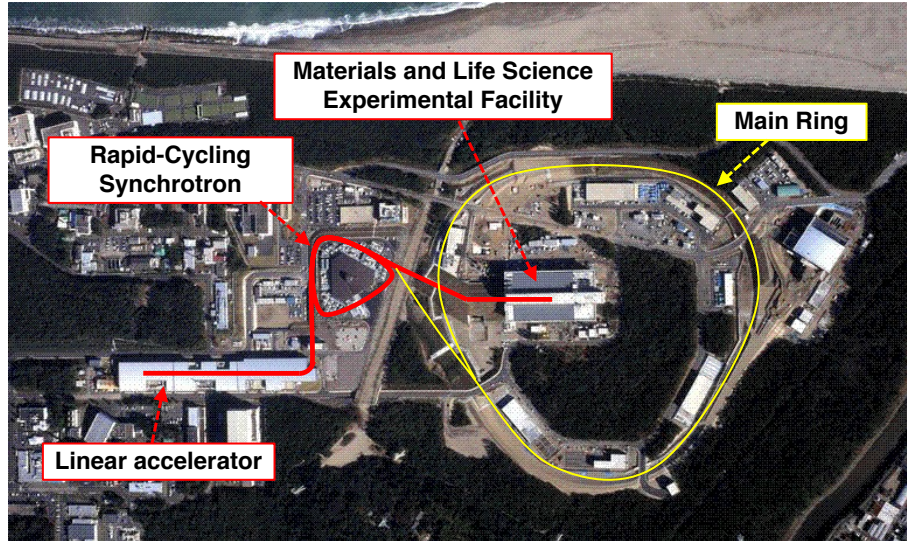 Materials and Life Science
Experimental Facility
Main Ring
Rapid-Cycling
Synchrotron
Linear accelerator